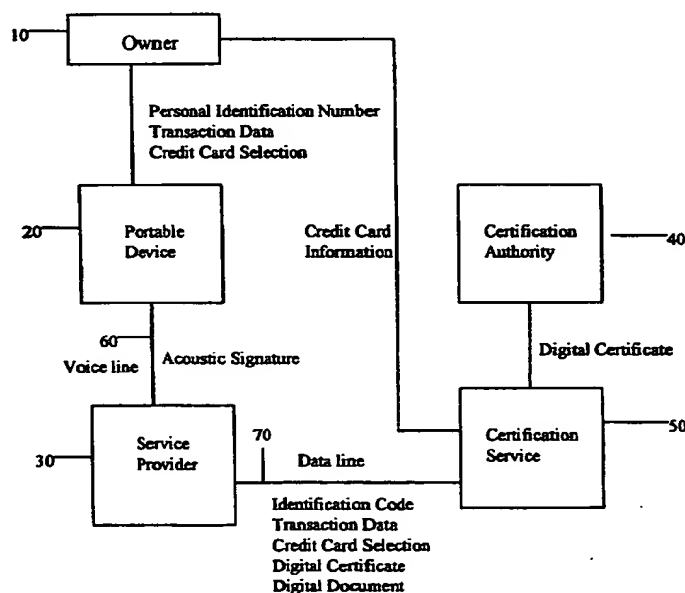 10
Owner
Personal Identification Number
Transaction Data
Credit Card Selection
20
Portable
Device
Credit Card
Information
Certification
Authority
40
60
Voice line
Acoustic Signature
Digital Certificate
30
Service
Provider
70
Data line
Certification
Service
50
Identification Code
Transaction Data
Credit Card Selection
Digital Certificate
Digital Document